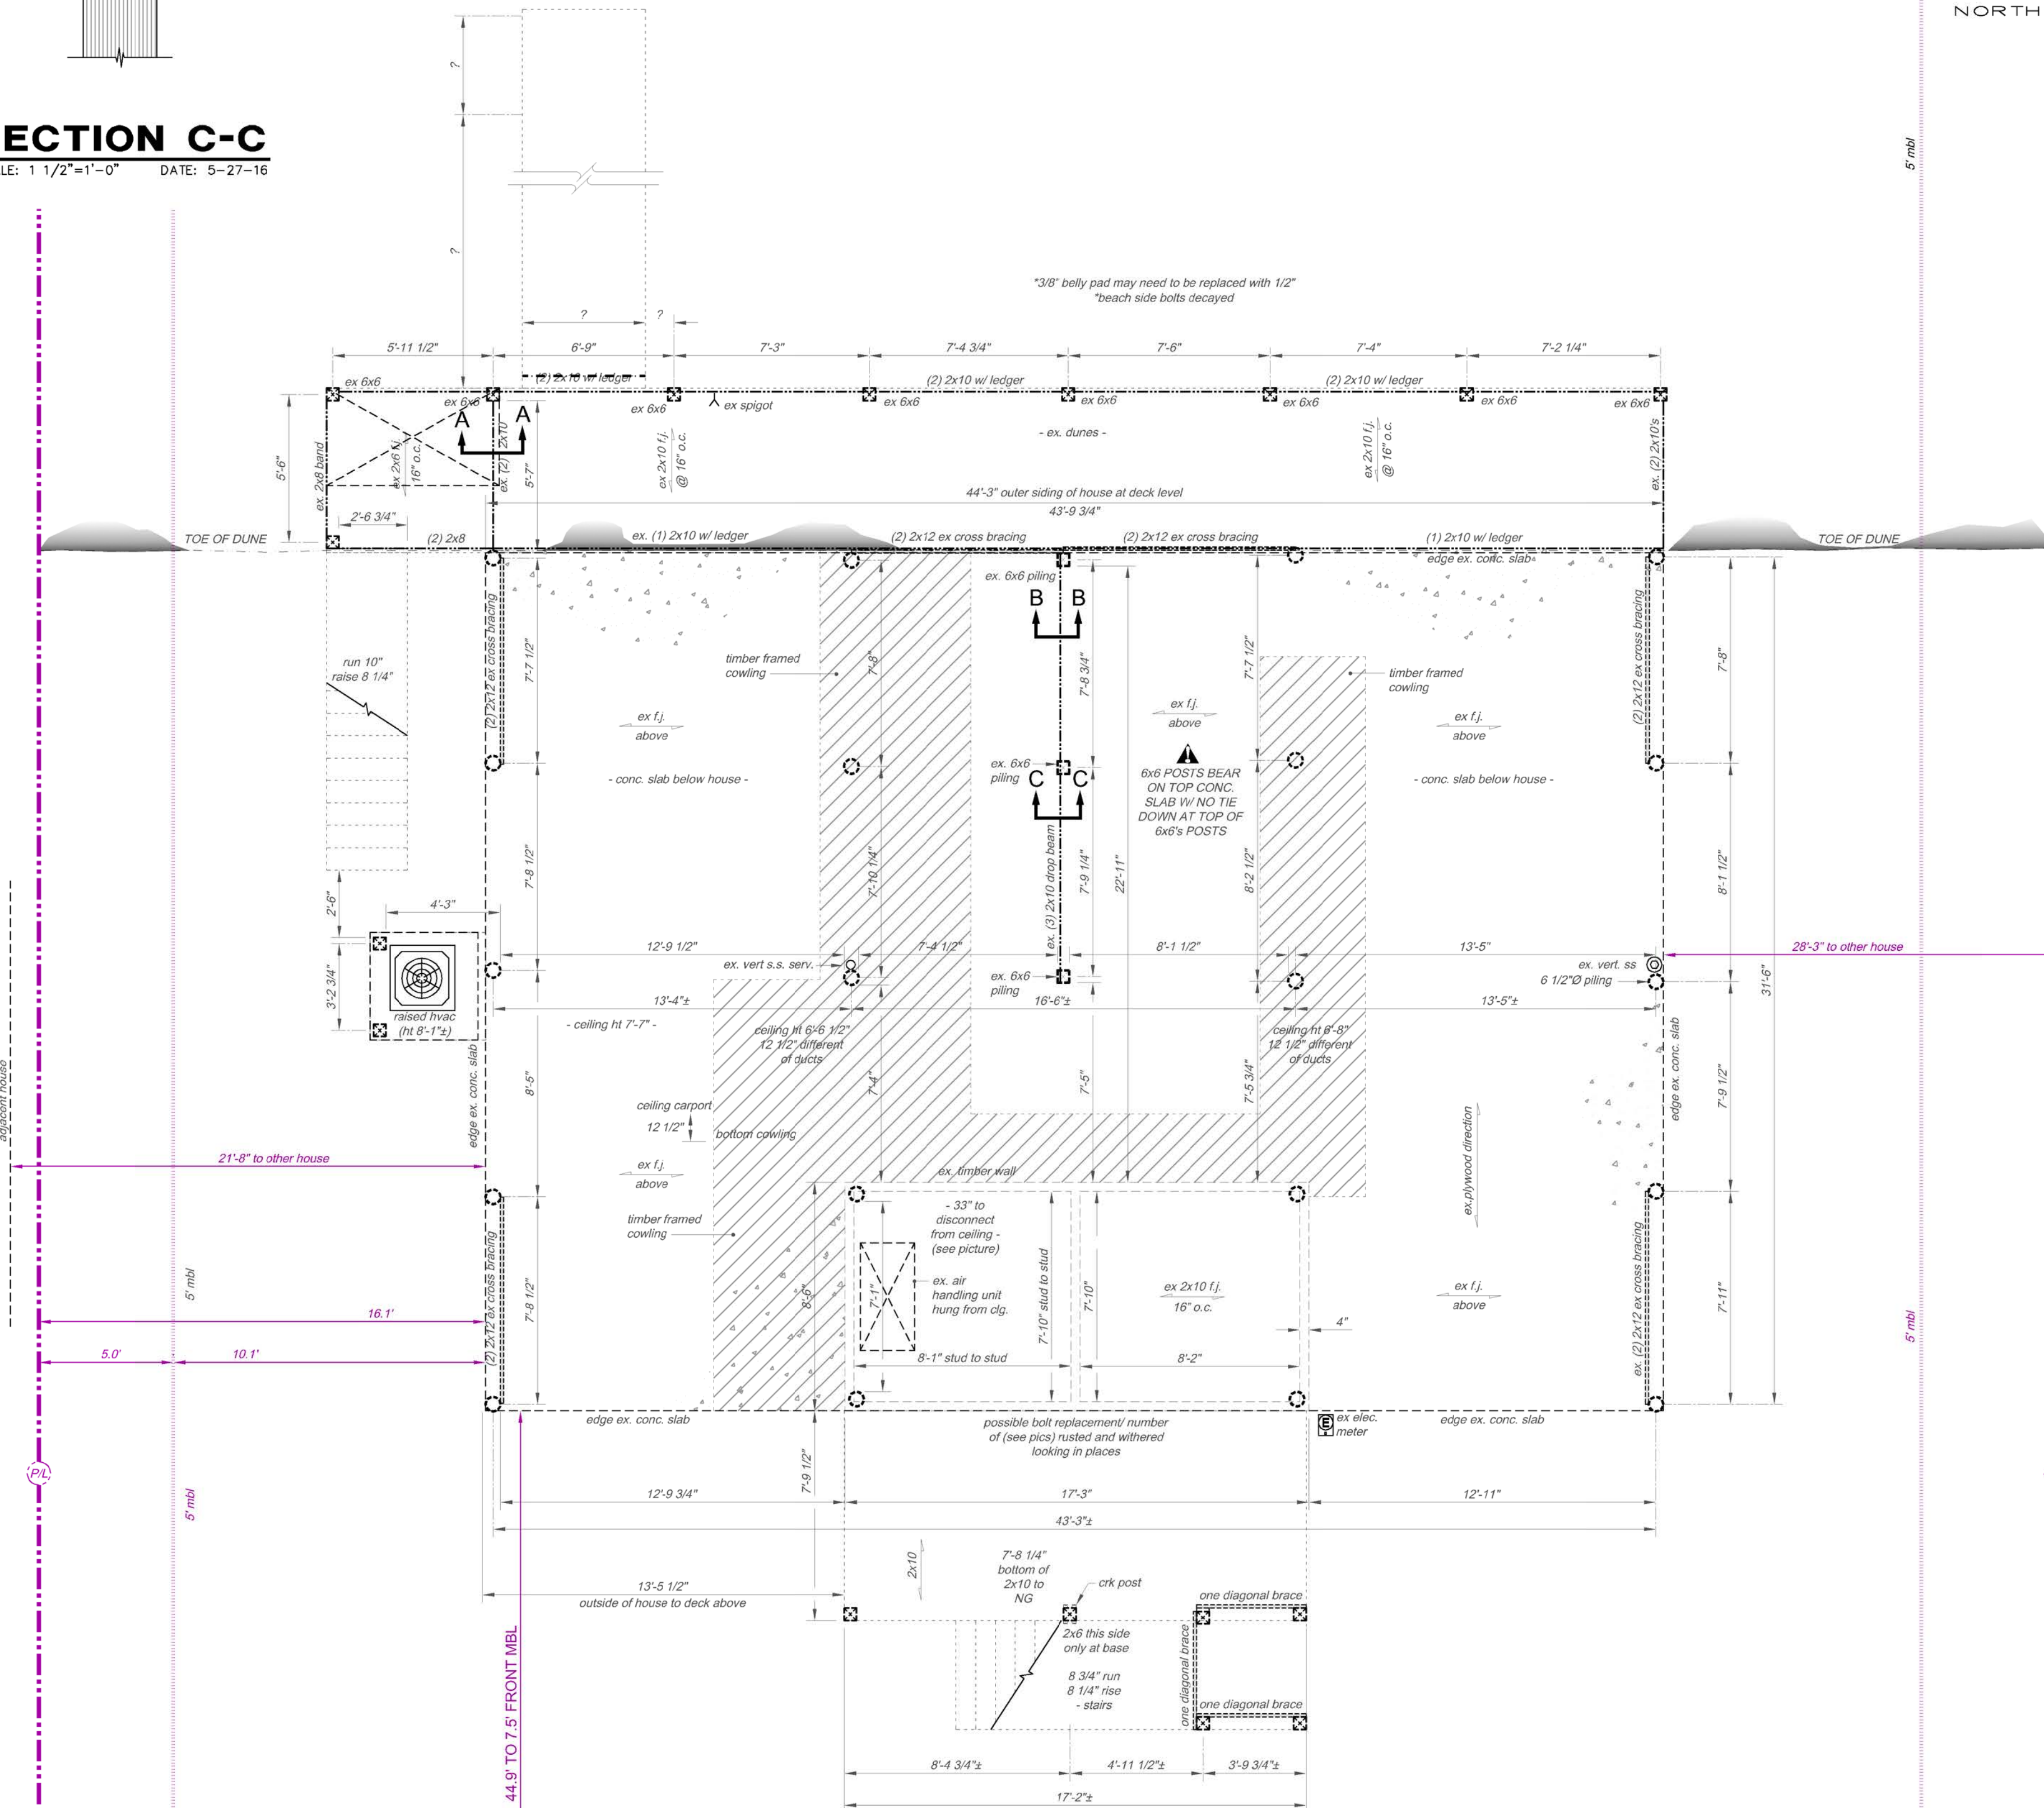 NORTH
ECTION C-C
LE: 1 1/2"=1'-0" DATE: 5-27-16
5' mbl
?
?
*3/8" belly pad may need to be replaced with 1/2"
*beach side bolts decayed
? ?
5'-11 1/2" 6'-9" 7'-3" 7'-4 3/4" 7'-6" 7'-4" 7'-2 1/4"
(2) 2x10 w/ ledger (2) 2x10 w/ ledger (2) 2x10 w/ ledger
ex 6x6
ex 6x6 ex 6x6 ex spigot ex 6x6 ex 6x6 ex 6x6 ex 6x6 ex 6x6
A A
- ex. dunes -
5'-6"
ex. 2x8 band
ex 2x6 f.j.
16" o.c.
ex. (2) 2x10
5'-7"
ex 2x10 f.j.
@ 16" o.c.
ex 2x10 f.j.
@ 16" o.c.
ex. (2) 2x10's
44'-3" outer siding of house at deck level
43'-9 3/4"
2'-6 3/4"
TOE OF DUNE (2) 2x8 ex. (1) 2x10 w/ ledger (2) 2x12 ex cross bracing (2) 2x12 ex cross bracing (1) 2x10 w/ ledger TOE OF DUNE
edge ex. conc. slab
ex. 6x6 piling
B B
(2) 2x12 ex cross bracing
7'-7 1/2"
7'-8"
7'-8 3/4"
7'-7 1/2"
(2) 2x12 ex cross bracing
7'-8"
run 10"
raise 8 1/4"
timber framed
cowling
timber framed
cowling
ex f.j.
above
ex f.j.
above
ex f.j.
above
- conc. slab below house -
ex. 6x6
piling
C C
6x6 POSTS BEAR
ON TOP CONC.
SLAB W/ NO TIE
DOWN AT TOP OF
6x6's POSTS
- conc. slab below house -
7'-8 1/2"
7'-10 1/4"
ex. (3) 2x10 drop beam
7'-9 1/4"
22'-11"
8'-2 1/2"
8'-1 1/2"
31'-6"
2'-6"
4'-3"
3'-2 3/4"
raised hvac
(ht 8'-1"±)
12'-9 1/2" 7'-4 1/2" 8'-1 1/2" 13'-5" 28'-3" to other house
ex. vert s.s. serv.
ex. 6x6
piling
ex. vert. ss
6 1/2"Ø piling
13'-4"± 16'-6"± 13'-5"±
- ceiling ht 7'-7" -
ceiling ht 6'-6 1/2"
12 1/2" different
of ducts
ceiling ht 6'-8"
12 1/2" different
of ducts
adjacent house
edge ex. conc. slab
8'-5"
7'-4"
7'-5"
7'-5 3/4"
edge ex. conc. slab
7'-9 1/2"
ceiling carport
12 1/2"
bottom cowling
ex.plywood direction
21'-8" to other house
ex f.j.
above
ex. timber wall
timber framed
cowling
- 33" to
disconnect
from ceiling -
(see picture)
ex. air
handling unit
hung from clg.
5' mbl
16.1'
5.0' 10.1'
(2) 2x12 ex cross bracing
7'-8 1/2"
8'-6"
7'-1"
7'-10" stud to stud
7'-10"
ex 2x10 f.j.
16" o.c.
4"
ex f.j.
above
ex. (2) 2x12 ex cross bracing
7'-11"
5' mbl
8'-1" stud to stud 8'-2"
edge ex. conc. slab
possible bolt replacement/ number
of (see pics) rusted and withered
looking in places
E
ex elec.
meter
edge ex. conc. slab
P/L
5' mbl
7'-9 1/2"
12'-9 3/4" 17'-3" 12'-11"
43'-3"±
2x10
7'-8 1/4"
bottom of
2x10 to
NG
crk post
13'-5 1/2"
outside of house to deck above
one diagonal brace
2x6 this side
only at base
8 3/4" run
8 1/4" rise
- stairs
one diagonal brace
one diagonal brace
44.9' TO 7.5' FRONT MBL
8'-4 3/4"± 4'-11 1/2"± 3'-9 3/4"±
17'-2"±